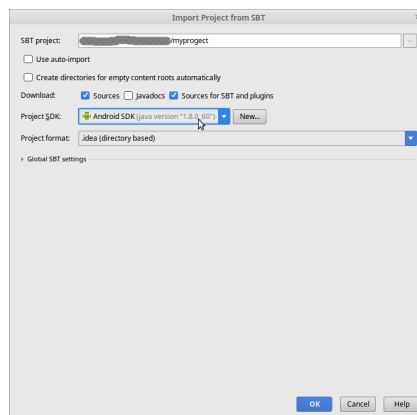 Import Project from SBT
SBT project: /myprogect ...
Use auto-import
Create directories for empty content roots automatically
Download: Sources Javadocs Sources for SBT and plugins
Project SDK: Android SDK (java version "1.8.0_60") New...
Project format: .idea (directory based)
Global SBT settings
OK Cancel Help